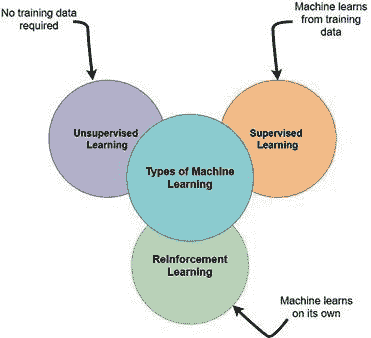 No training data
required
Machine learns
from training
data
Unsupervised
Learning
Supervised
Learning
Types of Machine
Learning
Reinforcement
Learning
Machine learns
on its own